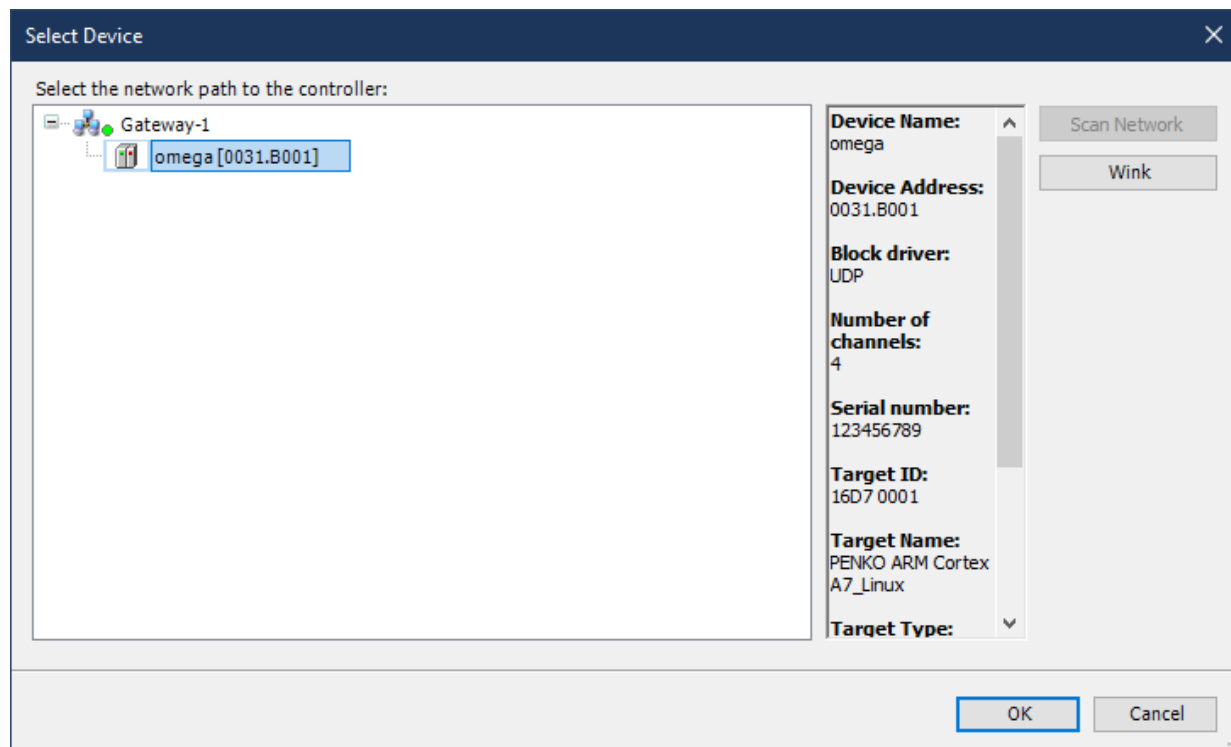 Select Device
Select the network path to the controller:
Gateway-1
omega [0031.B001]
Device Name:
omega
Device Address:
0031.B001
Block driver:
UDP
Number of
channels:
4
Serial number:
123456789
Target ID:
16D7 0001
Target Name:
PENKO ARM Cortex
A7_Linux
Target Type:
Scan Network
Wink
OK
Cancel